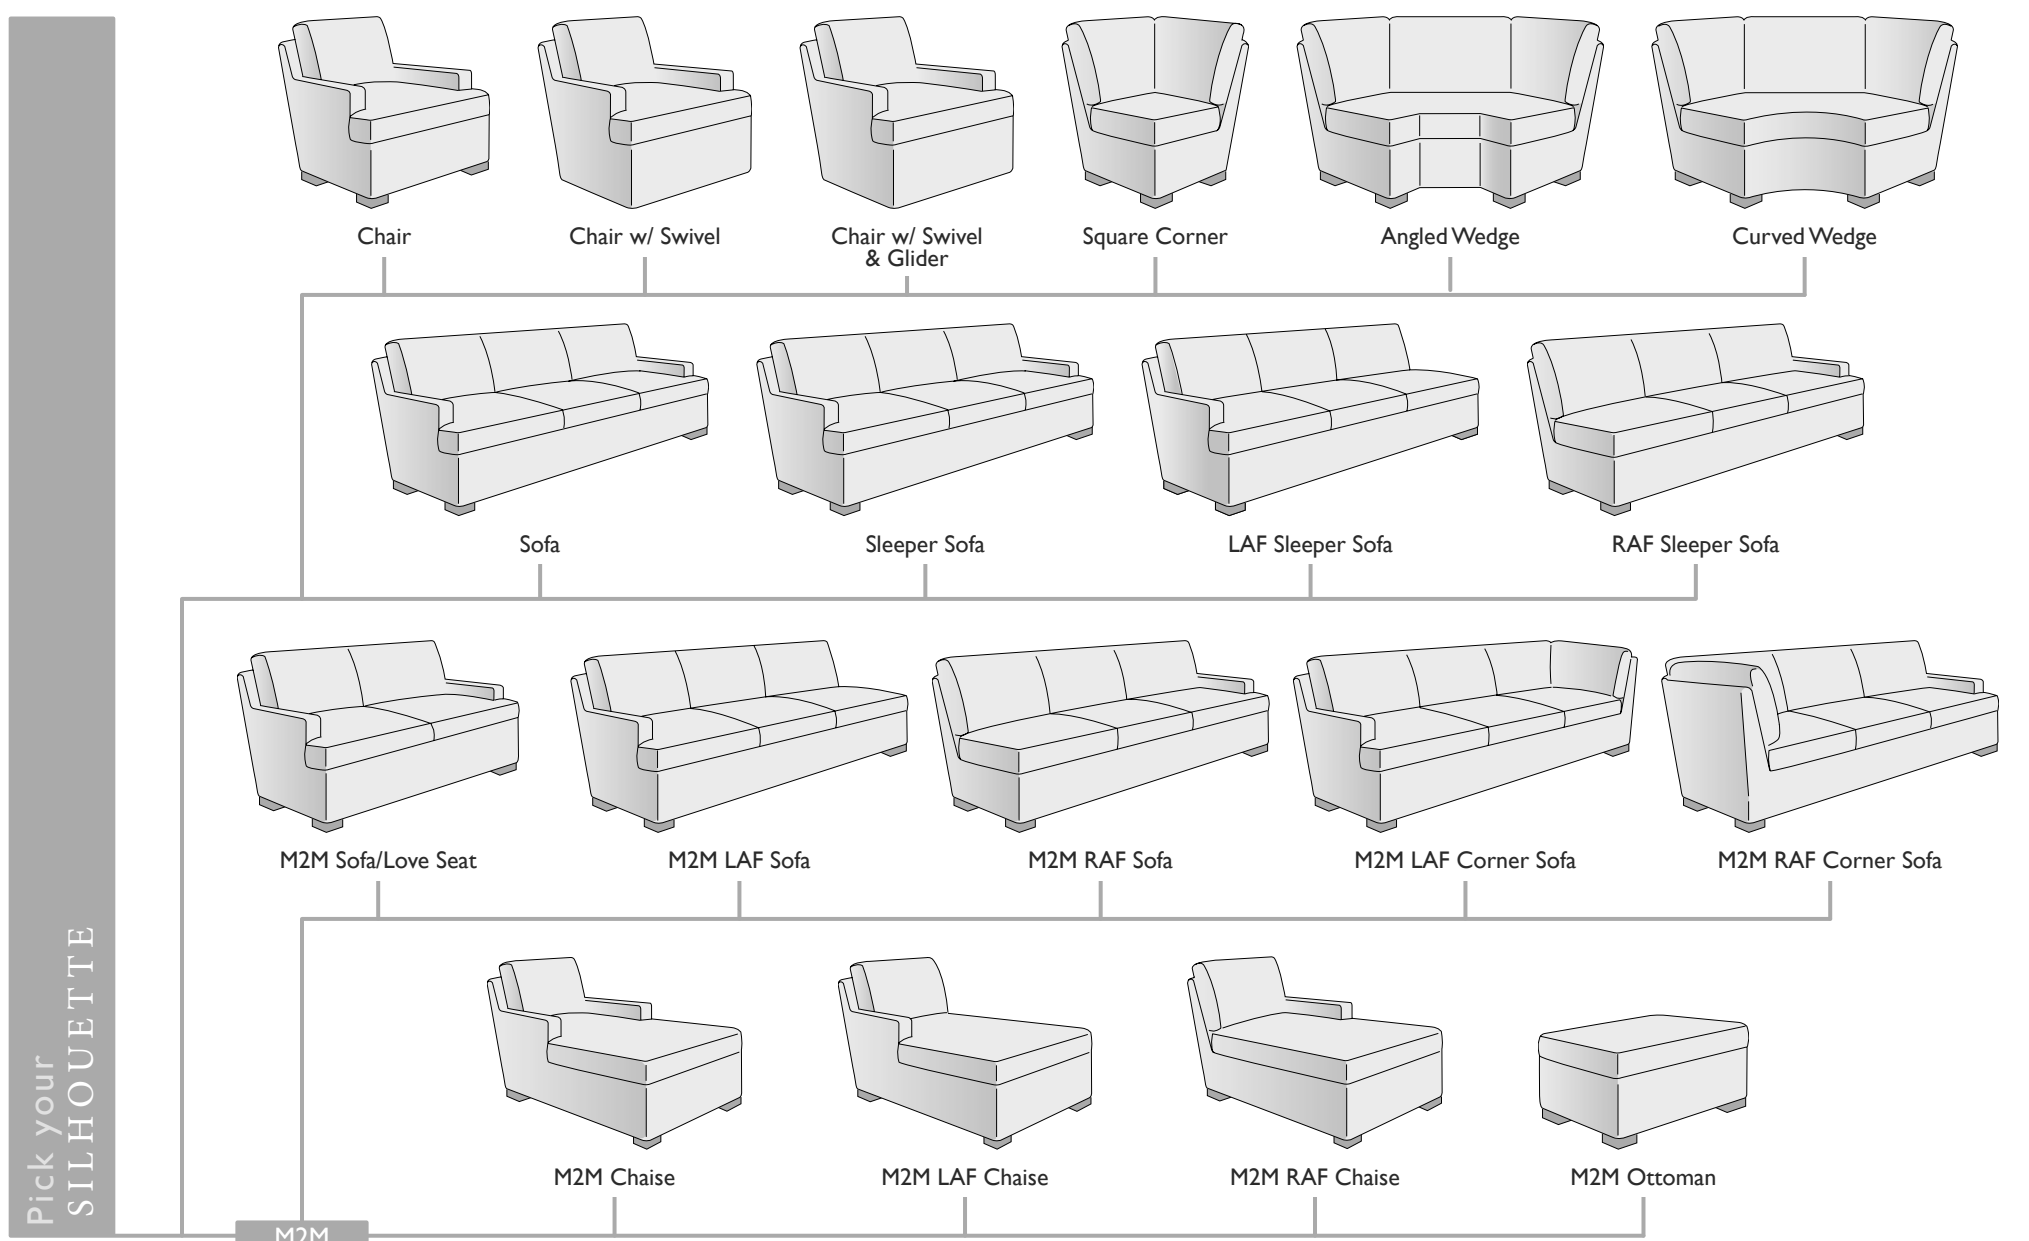 Pick your
SILHOUETTE
Chair
Chair w/ Swivel
Chair w/ Swivel
& Glider
Square Corner
Angled Wedge
Curved Wedge
Sofa
Sleeper Sofa
LAF Sleeper Sofa
RAF Sleeper Sofa
M2M Sofa/Love Seat
M2M LAF Sofa
M2M RAF Sofa
M2M LAF Corner Sofa
M2M RAF Corner Sofa
M2M Chaise
M2M LAF Chaise
M2M RAF Chaise
M2M Ottoman
M2M